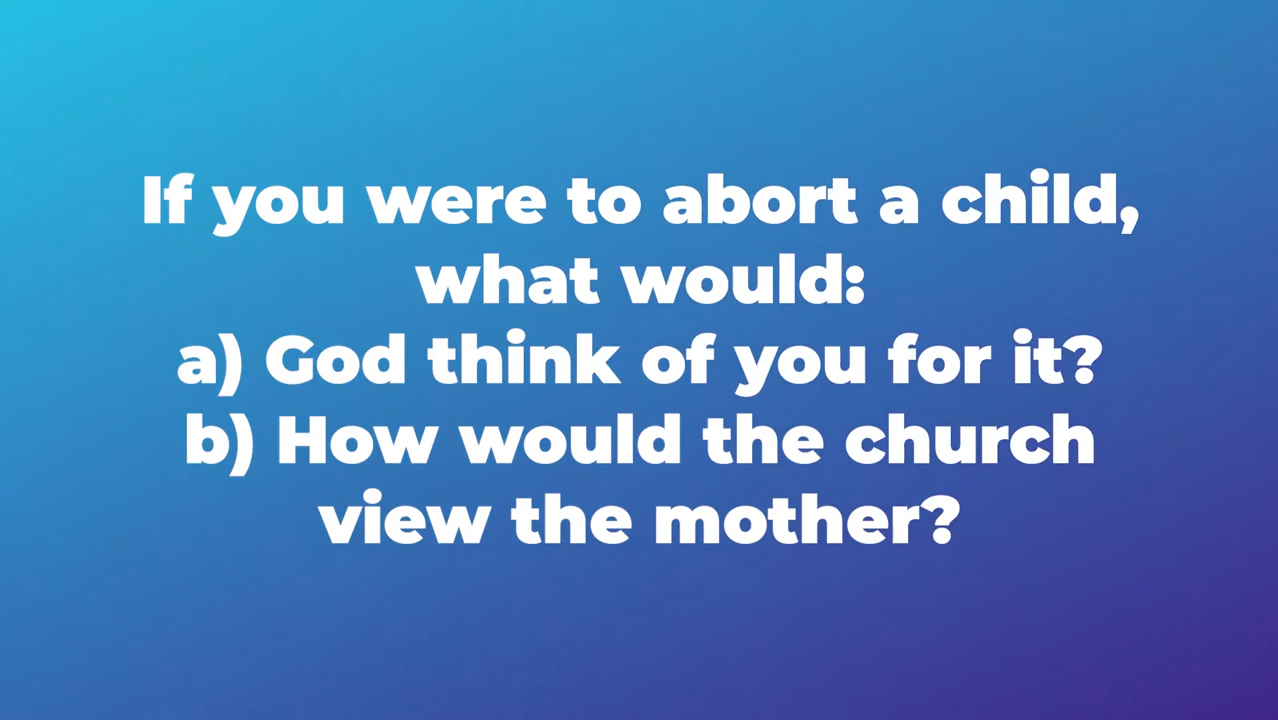 If you were to abort a child,
what would:
a) God think of you for it?
b) How would the church
view the mother?